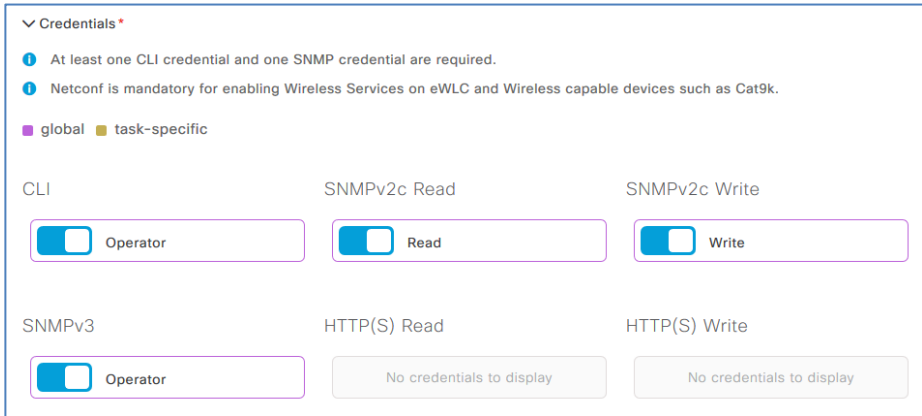 Credentials*
At least one CLI credential and one SNMP credential are required.
Netconf is mandatory for enabling Wireless Services on eWLC and Wireless capable devices such as Cat9k.
global task-specific
CLI SNMPv2c Read SNMPv2c Write
Operator Read Write
SNMPv3 HTTP(S) Read HTTP(S) Write
Operator No credentials to display No credentials to display